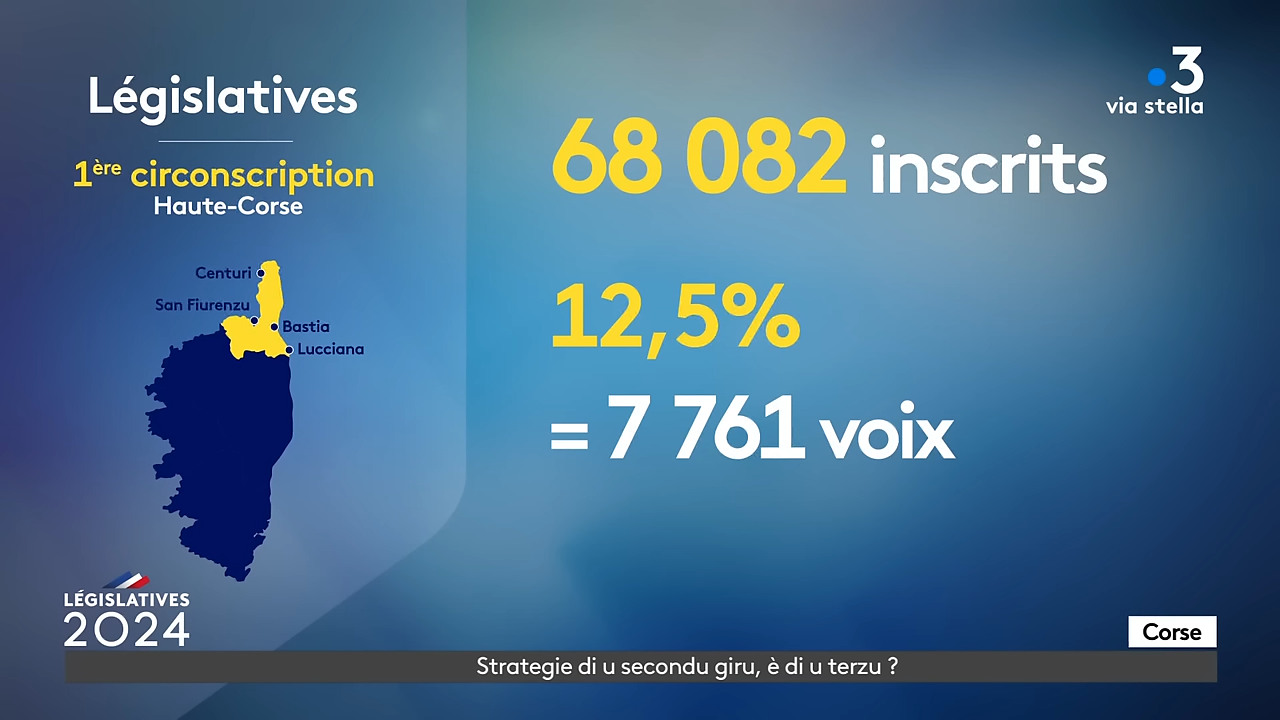 Législatives
1ère circonscription
Haute-Corse
Centuri
San Fiurenzu
Bastia
Lucciana
LÉGISLATIVES
2024
3
via stella
68 082 inscrits
12,5%
= 7 761 voix
Corse
Strategie di u secondu giru, è di u terzu ?